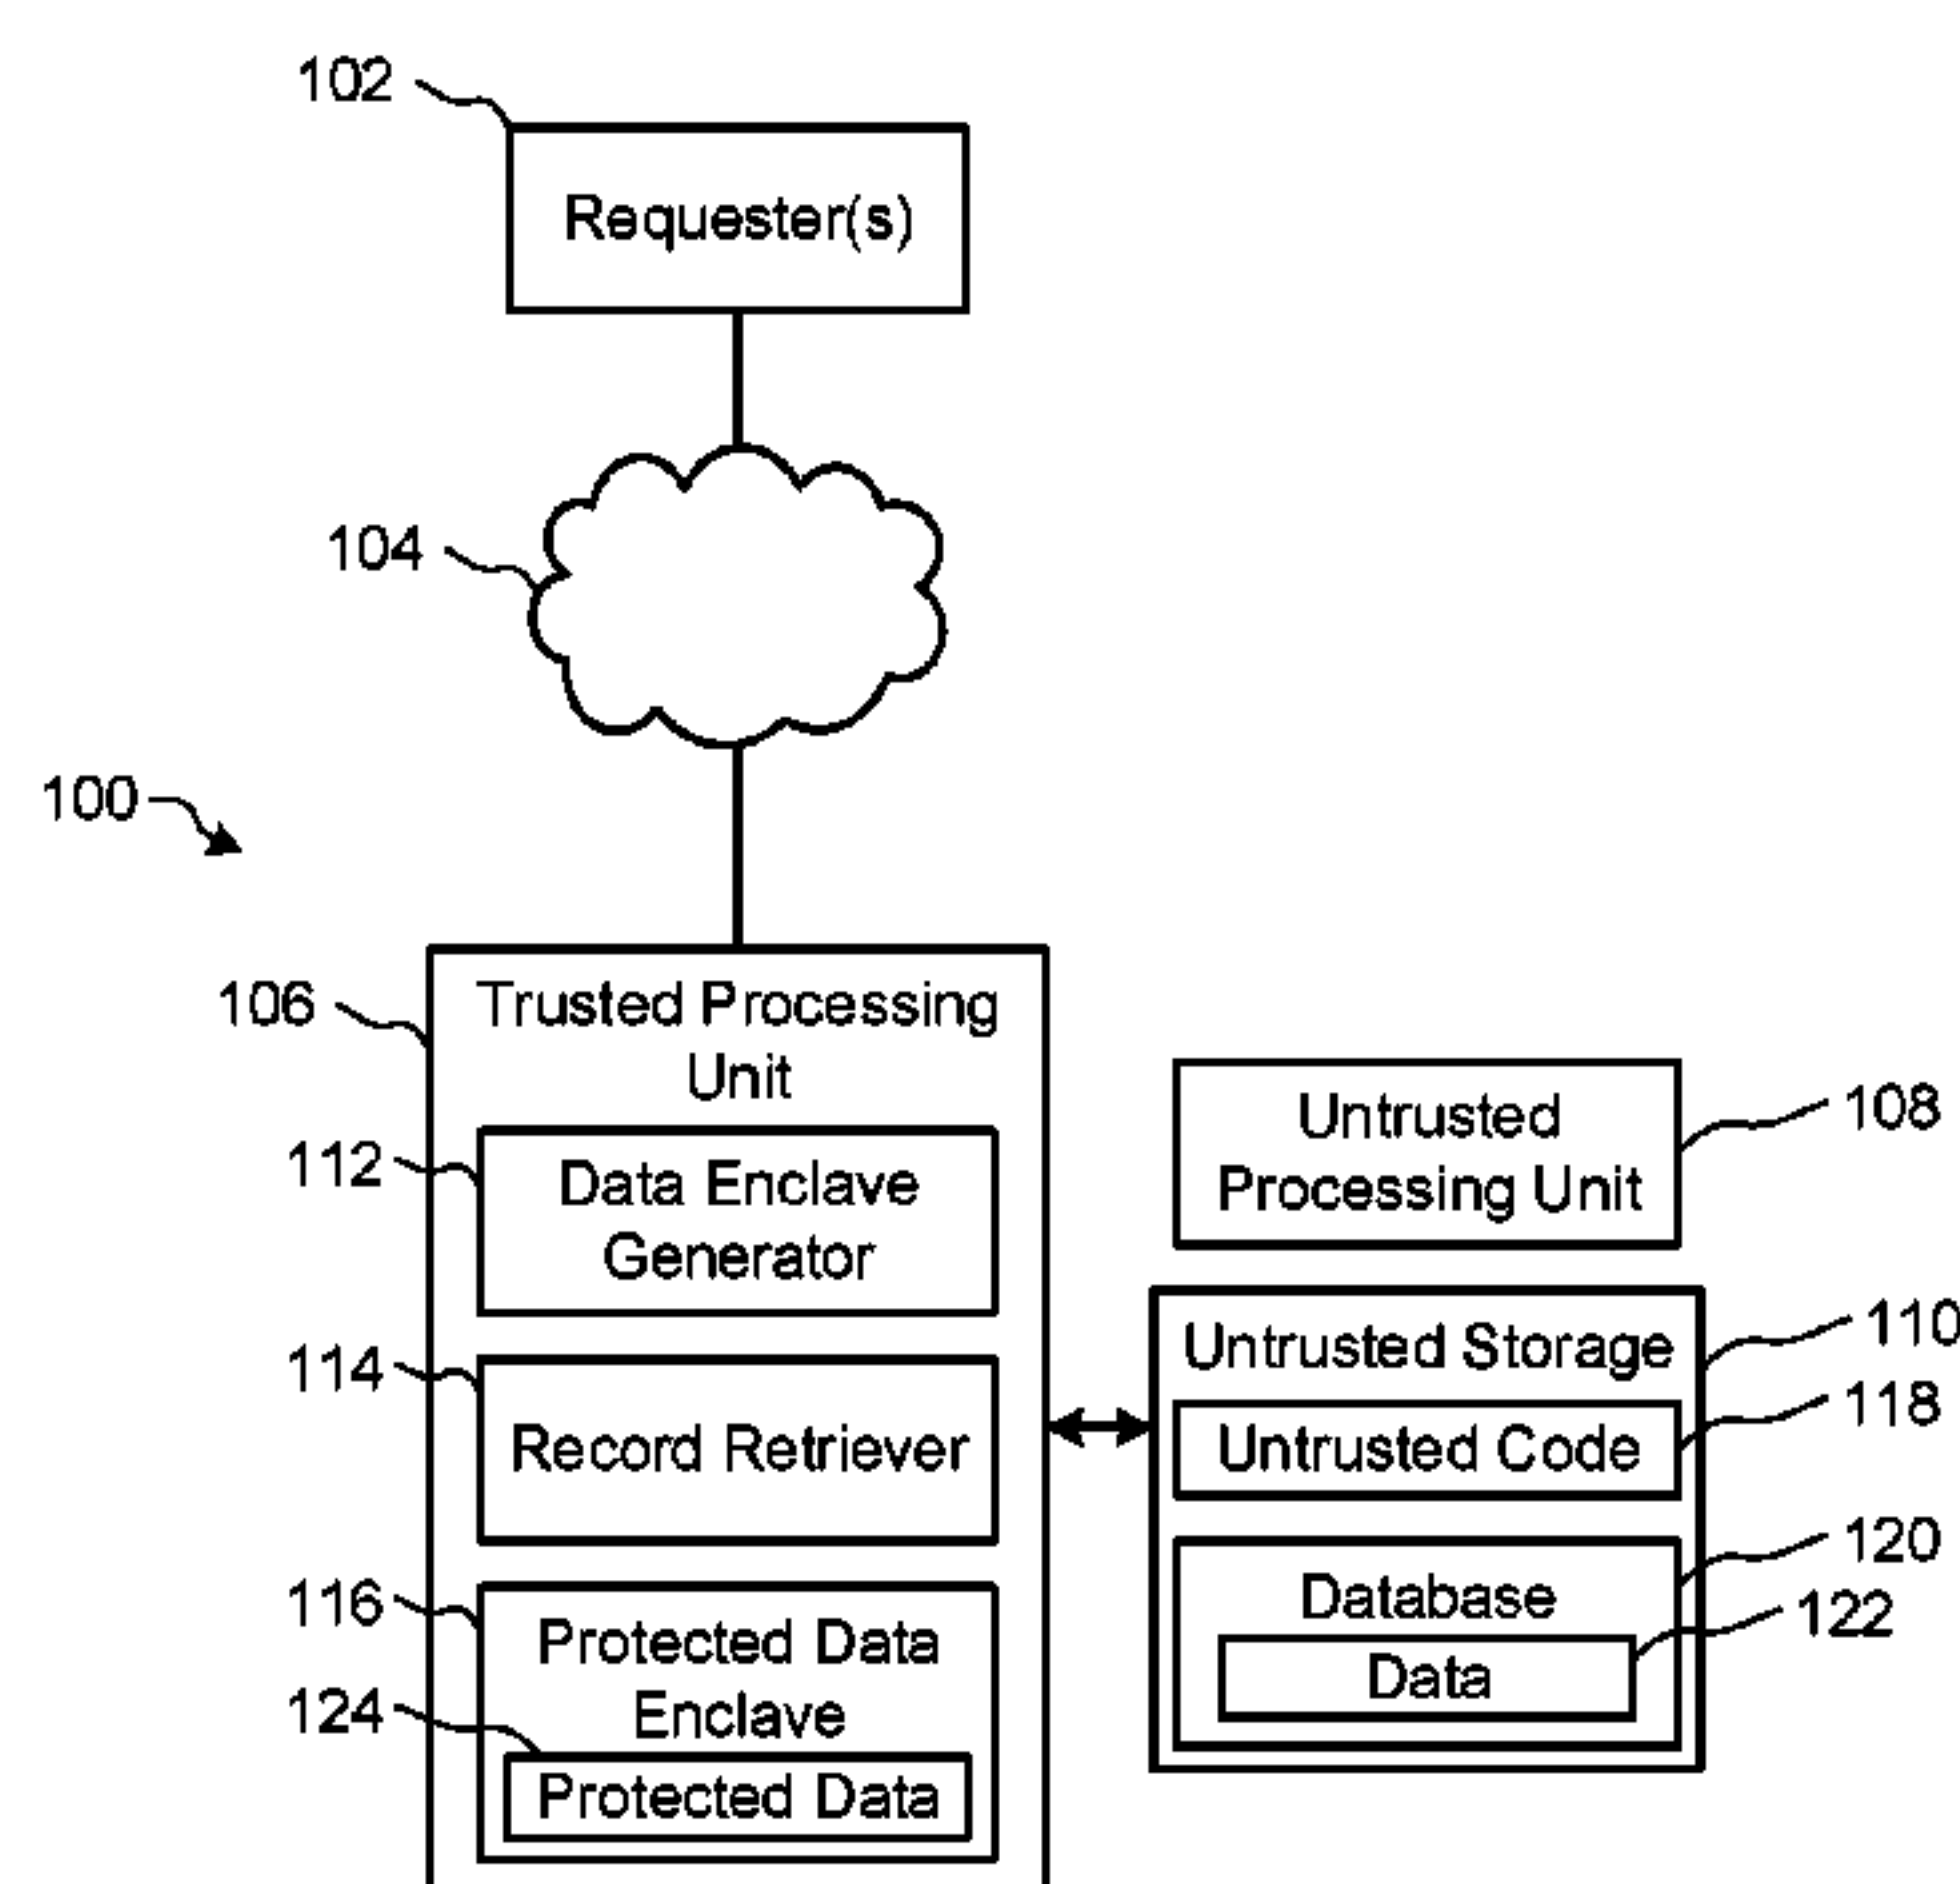 102
Requester(s)
104
100
106
Trusted Processing
Unit
112
Data Enclave
Generator
114
Record Retriever
116
Protected Data
Enclave
124
Protected Data
Untrusted
Processing Unit
108
Untrusted Storage
110
Untrusted Code
118
Database
120
Data
122